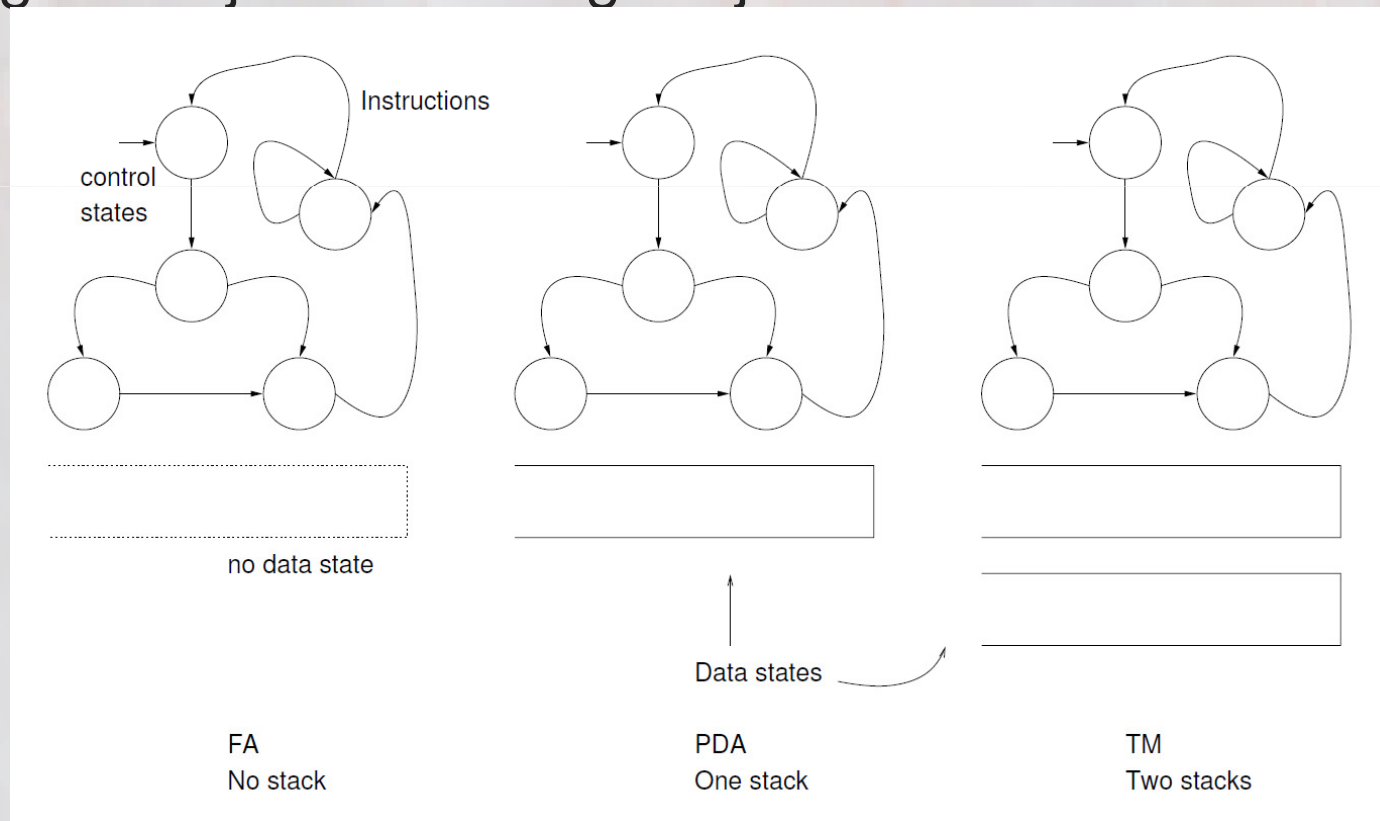 Instructions
control
states
no data state
Data states
FA
No stack
PDA
One stack
TM
Two stacks